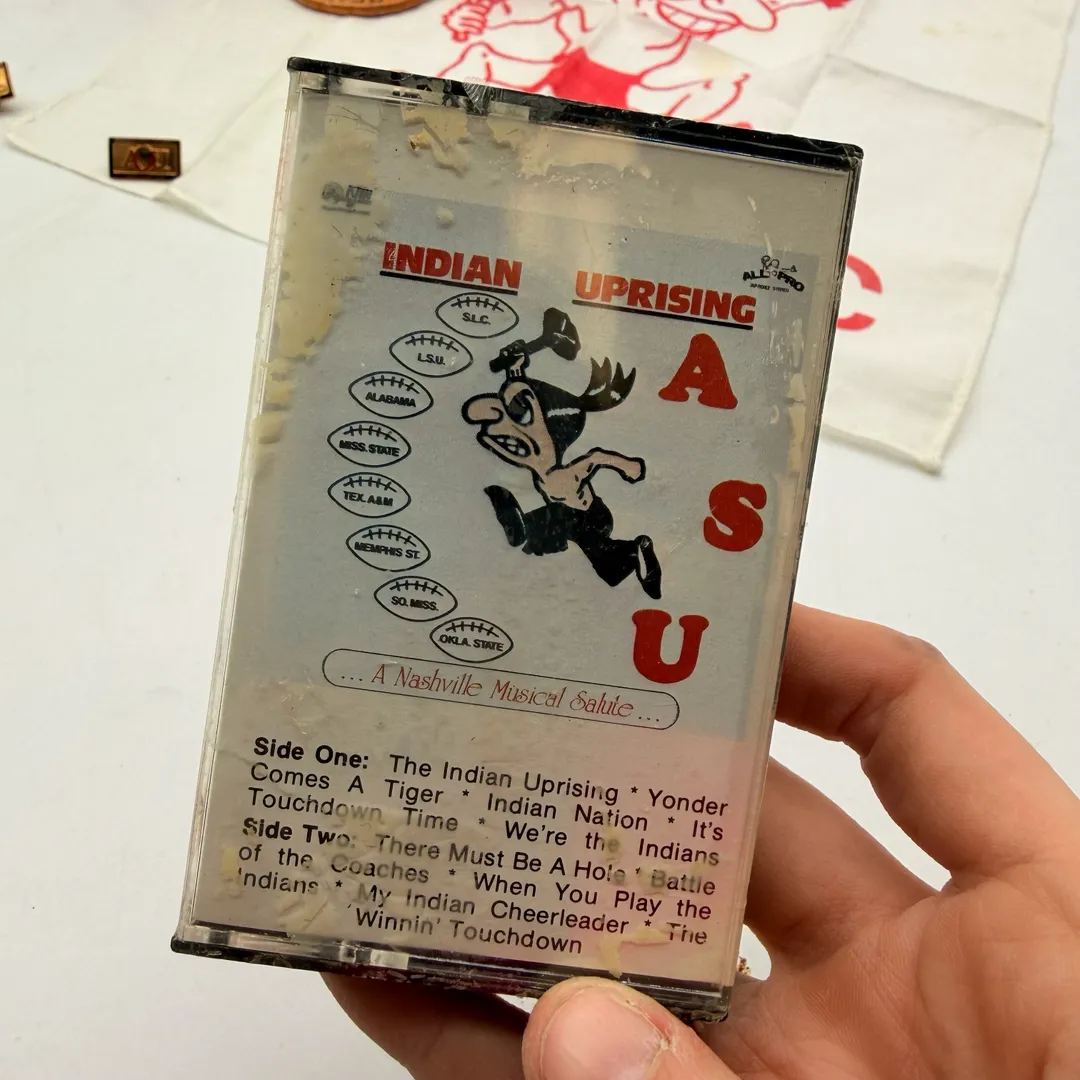 INDIAN UPRISING
ALL PRO
S.L.C.
L.S.U.
ALABAMA
MISS. STATE
TEX. A&M
MEMPHIS ST.
SO. MISS.
OKLA. STATE
A
S
U
... A Nashville Musical Salute ...
Side One: The Indian Uprising * Yonder
Comes A Tiger * Indian Nation * It's
Touchdown Time * We're the Indians
Side Two: There Must Be A Hole * Battle
of the Coaches * When You Play the
Indians * My Indian Cheerleader * The
Winnin' Touchdown
C